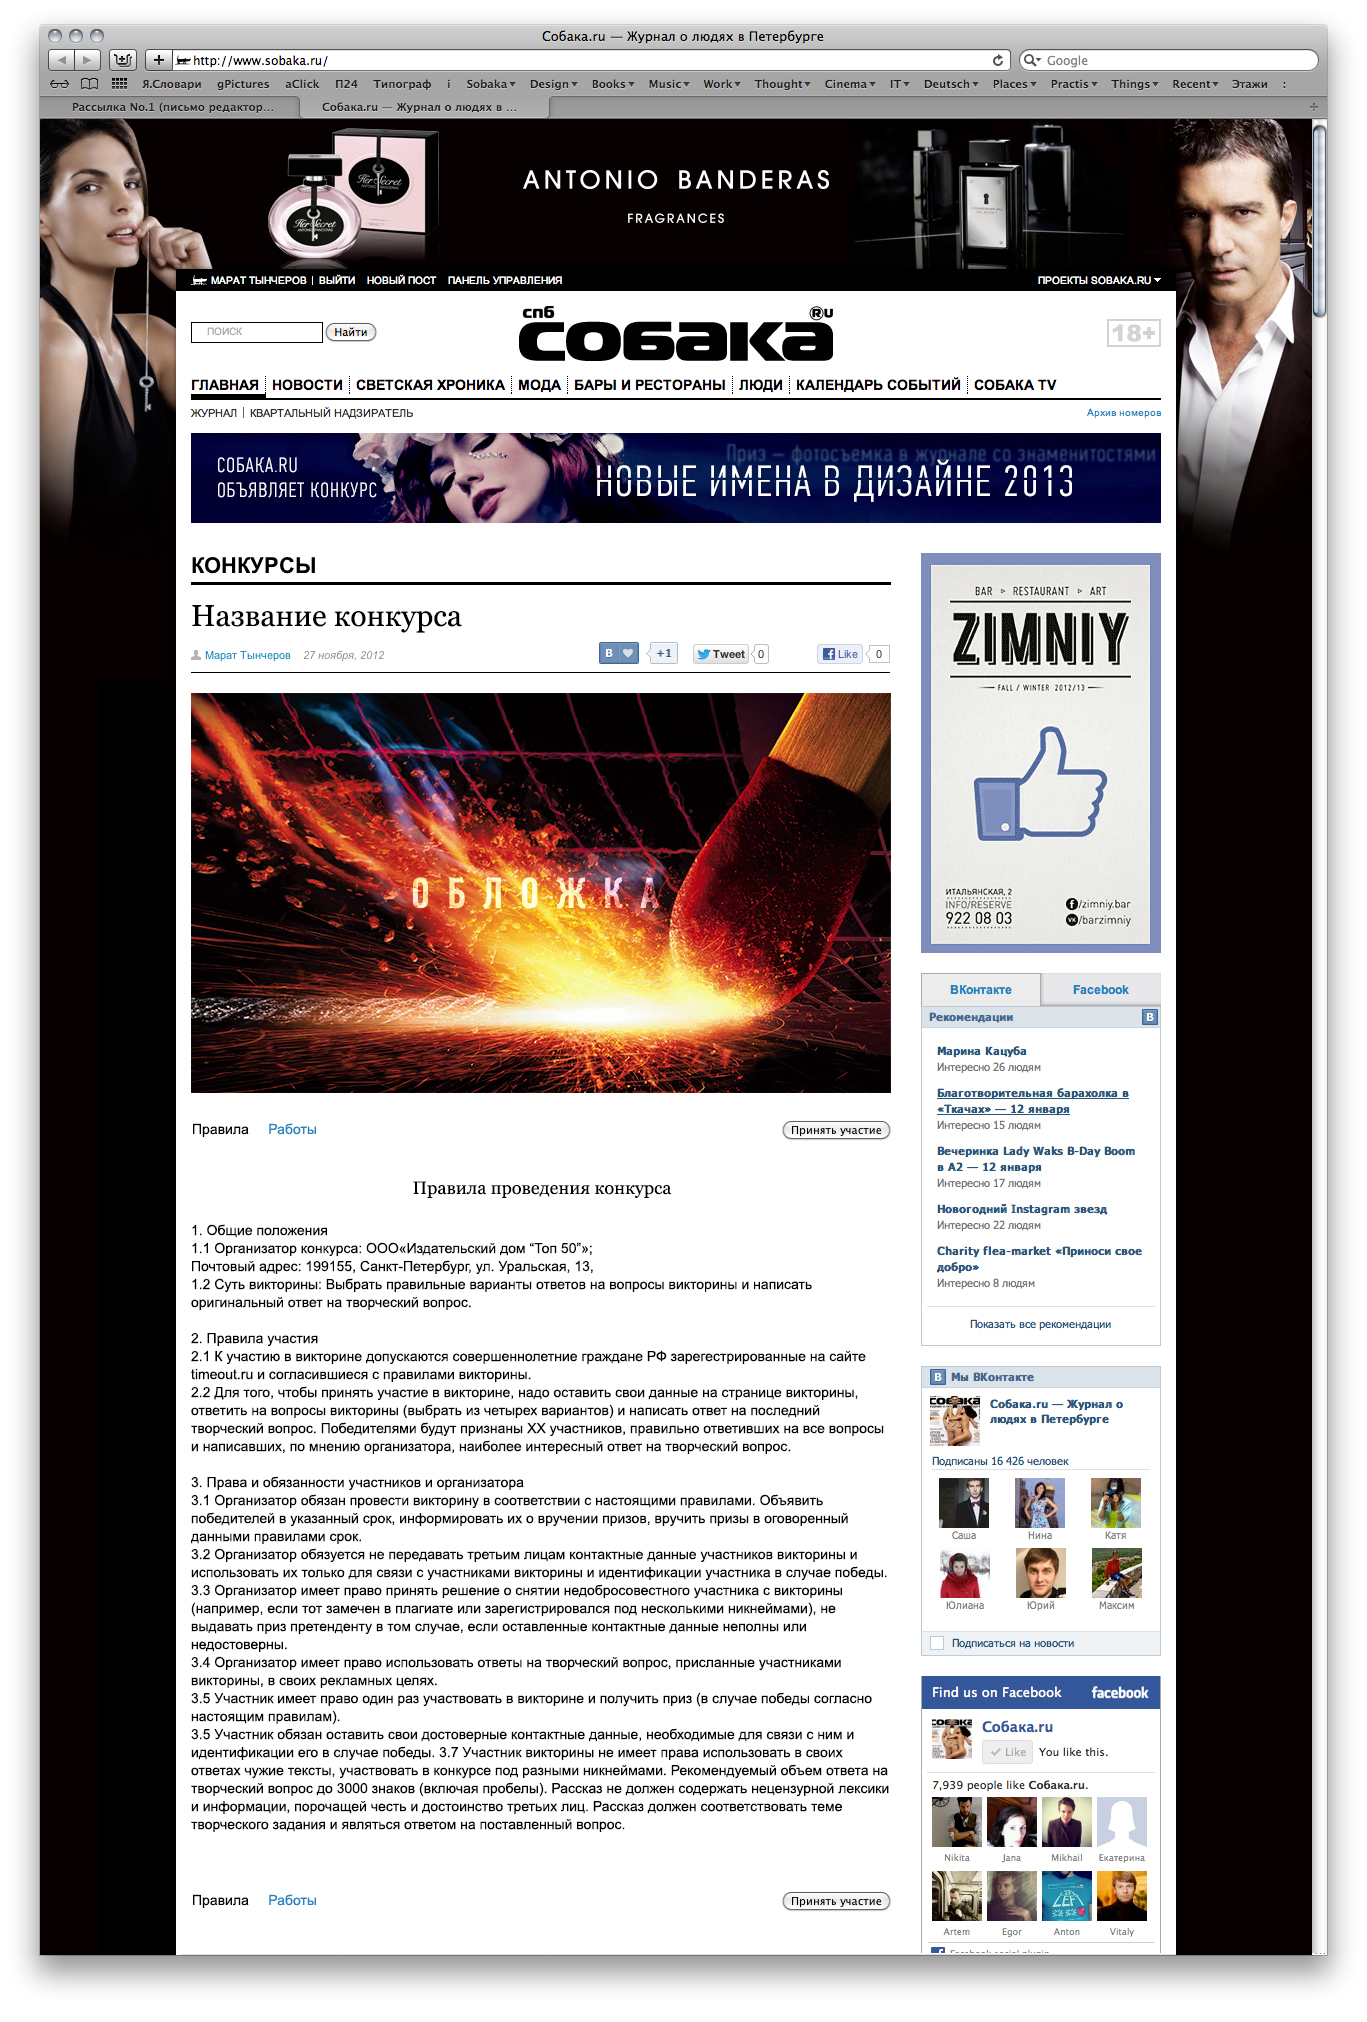 Собака.ru — Журнал о людях в Петербурге
http://www.sobaka.ru/
Google
Я.Словари gPictures aClick П24 Типограф i Sobaka Design Books Music Work Thought Cinema IT Deutsch Places Practis Things Recent Этажи :
Рассылка No.1 (письмо редактор...
Собака.ru — Журнал о людях в ...
Her Secret
ANTONIO BANDERAS
Her Secret
ANTONIO BANDERAS
FRAGRANCES
МАРАТ ТЫНЧЕРОВ | ВЫЙТИ НОВЫЙ ПОСТ ПАНЕЛЬ УПРАВЛЕНИЯ
ПРОЕКТЫ SOBAKA.RU
ПОИСК
Найти
спб
собака
®U
18+
ГЛАВНАЯ НОВОСТИ СВЕТСКАЯ ХРОНИКА МОДА БАРЫ И РЕСТОРАНЫ ЛЮДИ КАЛЕНДАРЬ СОБЫТИЙ СОБАКА TV
ЖУРНАЛ | КВАРТАЛЬНЫЙ НАДЗИРАТЕЛЬ
Архив номеров
СОБАКА.RU
ОБЪЯВЛЯЕТ КОНКУРС
Приз – фотосъемка в журнале со знаменитостями
НОВЫЕ ИМЕНА В ДИЗАЙНЕ 2013
КОНКУРСЫ
Название конкурса
Марат Тынчеров 27 ноября, 2012
В +1 Tweet 0 Like 0
ОБЛОЖКА
Правила Работы
Принять участие
Правила проведения конкурса
1. Общие положения
1.1 Организатор конкурса: ООО«Издательский дом “Топ 50”»;
Почтовый адрес: 199155, Санкт-Петербург, ул. Уральская, 13,
1.2 Суть викторины: Выбрать правильные варианты ответов на вопросы викторины и написать
оригинальный ответ на творческий вопрос.
2. Правила участия
2.1 К участию в викторине допускаются совершеннолетние граждане РФ зарегестрированные на сайте
timeout.ru и согласившиеся с правилами викторины.
2.2 Для того, чтобы принять участие в викторине, надо оставить свои данные на странице викторины,
ответить на вопросы викторины (выбрать из четырех вариантов) и написать ответ на последний
творческий вопрос. Победителями будут признаны ХХ участников, правильно ответивших на все вопросы
и написавших, по мнению организатора, наиболее интересный ответ на творческий вопрос.
3. Права и обязанности участников и организатора
3.1 Организатор обязан провести викторину в соответствии с настоящими правилами. Объявить
победителей в указанный срок, информировать их о вручении призов, вручить призы в оговоренный
данными правилами срок.
3.2 Организатор обязуется не передавать третьим лицам контактные данные участников викторины и
использовать их только для связи с участниками викторины и идентификации участника в случае победы.
3.3 Организатор имеет право принять решение о снятии недобросовестного участника с викторины
(например, если тот замечен в плагиате или зарегистрировался под несколькими никнеймами), не
выдавать приз претенденту в том случае, если оставленные контактные данные неполны или
недостоверны.
3.4 Организатор имеет право использовать ответы на творческий вопрос, присланные участниками
викторины, в своих рекламных целях.
3.5 Участник имеет право один раз участвовать в викторине и получить приз (в случае победы согласно
настоящим правилам).
3.5 Участник обязан оставить свои достоверные контактные данные, необходимые для связи с ним и
идентификации его в случае победы. 3.7 Участник викторины не имеет права использовать в своих
ответах чужие тексты, участвовать в конкурсе под разными никнеймами. Рекомендуемый объем ответа на
творческий вопрос до 3000 знаков (включая пробелы). Рассказ не должен содержать нецензурной лексики
и информации, порочащей честь и достоинство третьих лиц. Рассказ должен соответствовать теме
творческого задания и являться ответом на поставленный вопрос.
Правила Работы
Принять участие
BAR ▹ RESTAURANT ▹ ART
ZIMNIY
FALL / WINTER 2012/13
ИТАЛЬЯНСКАЯ, 2
INFO/RESERVE
922 08 03
/zimniy.bar
/barzimniy
ВКонтакте Facebook
Рекомендации В
Марина Кацуба
Интересно 26 людям
Благотворительная барахолка в
«Ткачах» — 12 января
Интересно 15 людям
Вечеринка Lady Waks B-Day Boom
в А2 — 12 января
Интересно 17 людям
Новогодний Instagram звезд
Интересно 22 людям
Charity flea-market «Приноси свое
добро»
Интересно 8 людям
Показать все рекомендации
В Мы ВКонтакте
Собака.ru — Журнал о
людях в Петербурге
Подписаны 16 426 человек
Саша Нина Катя
Юлиана Юрий Максим
Подписаться на новости
Find us on Facebook facebook
Собака.ru
Like You like this.
7,939 people like Собака.ru.
Nikita Jana Mikhail Екатерина
Artem Egor Anton Vitaly
Facebook social plugin